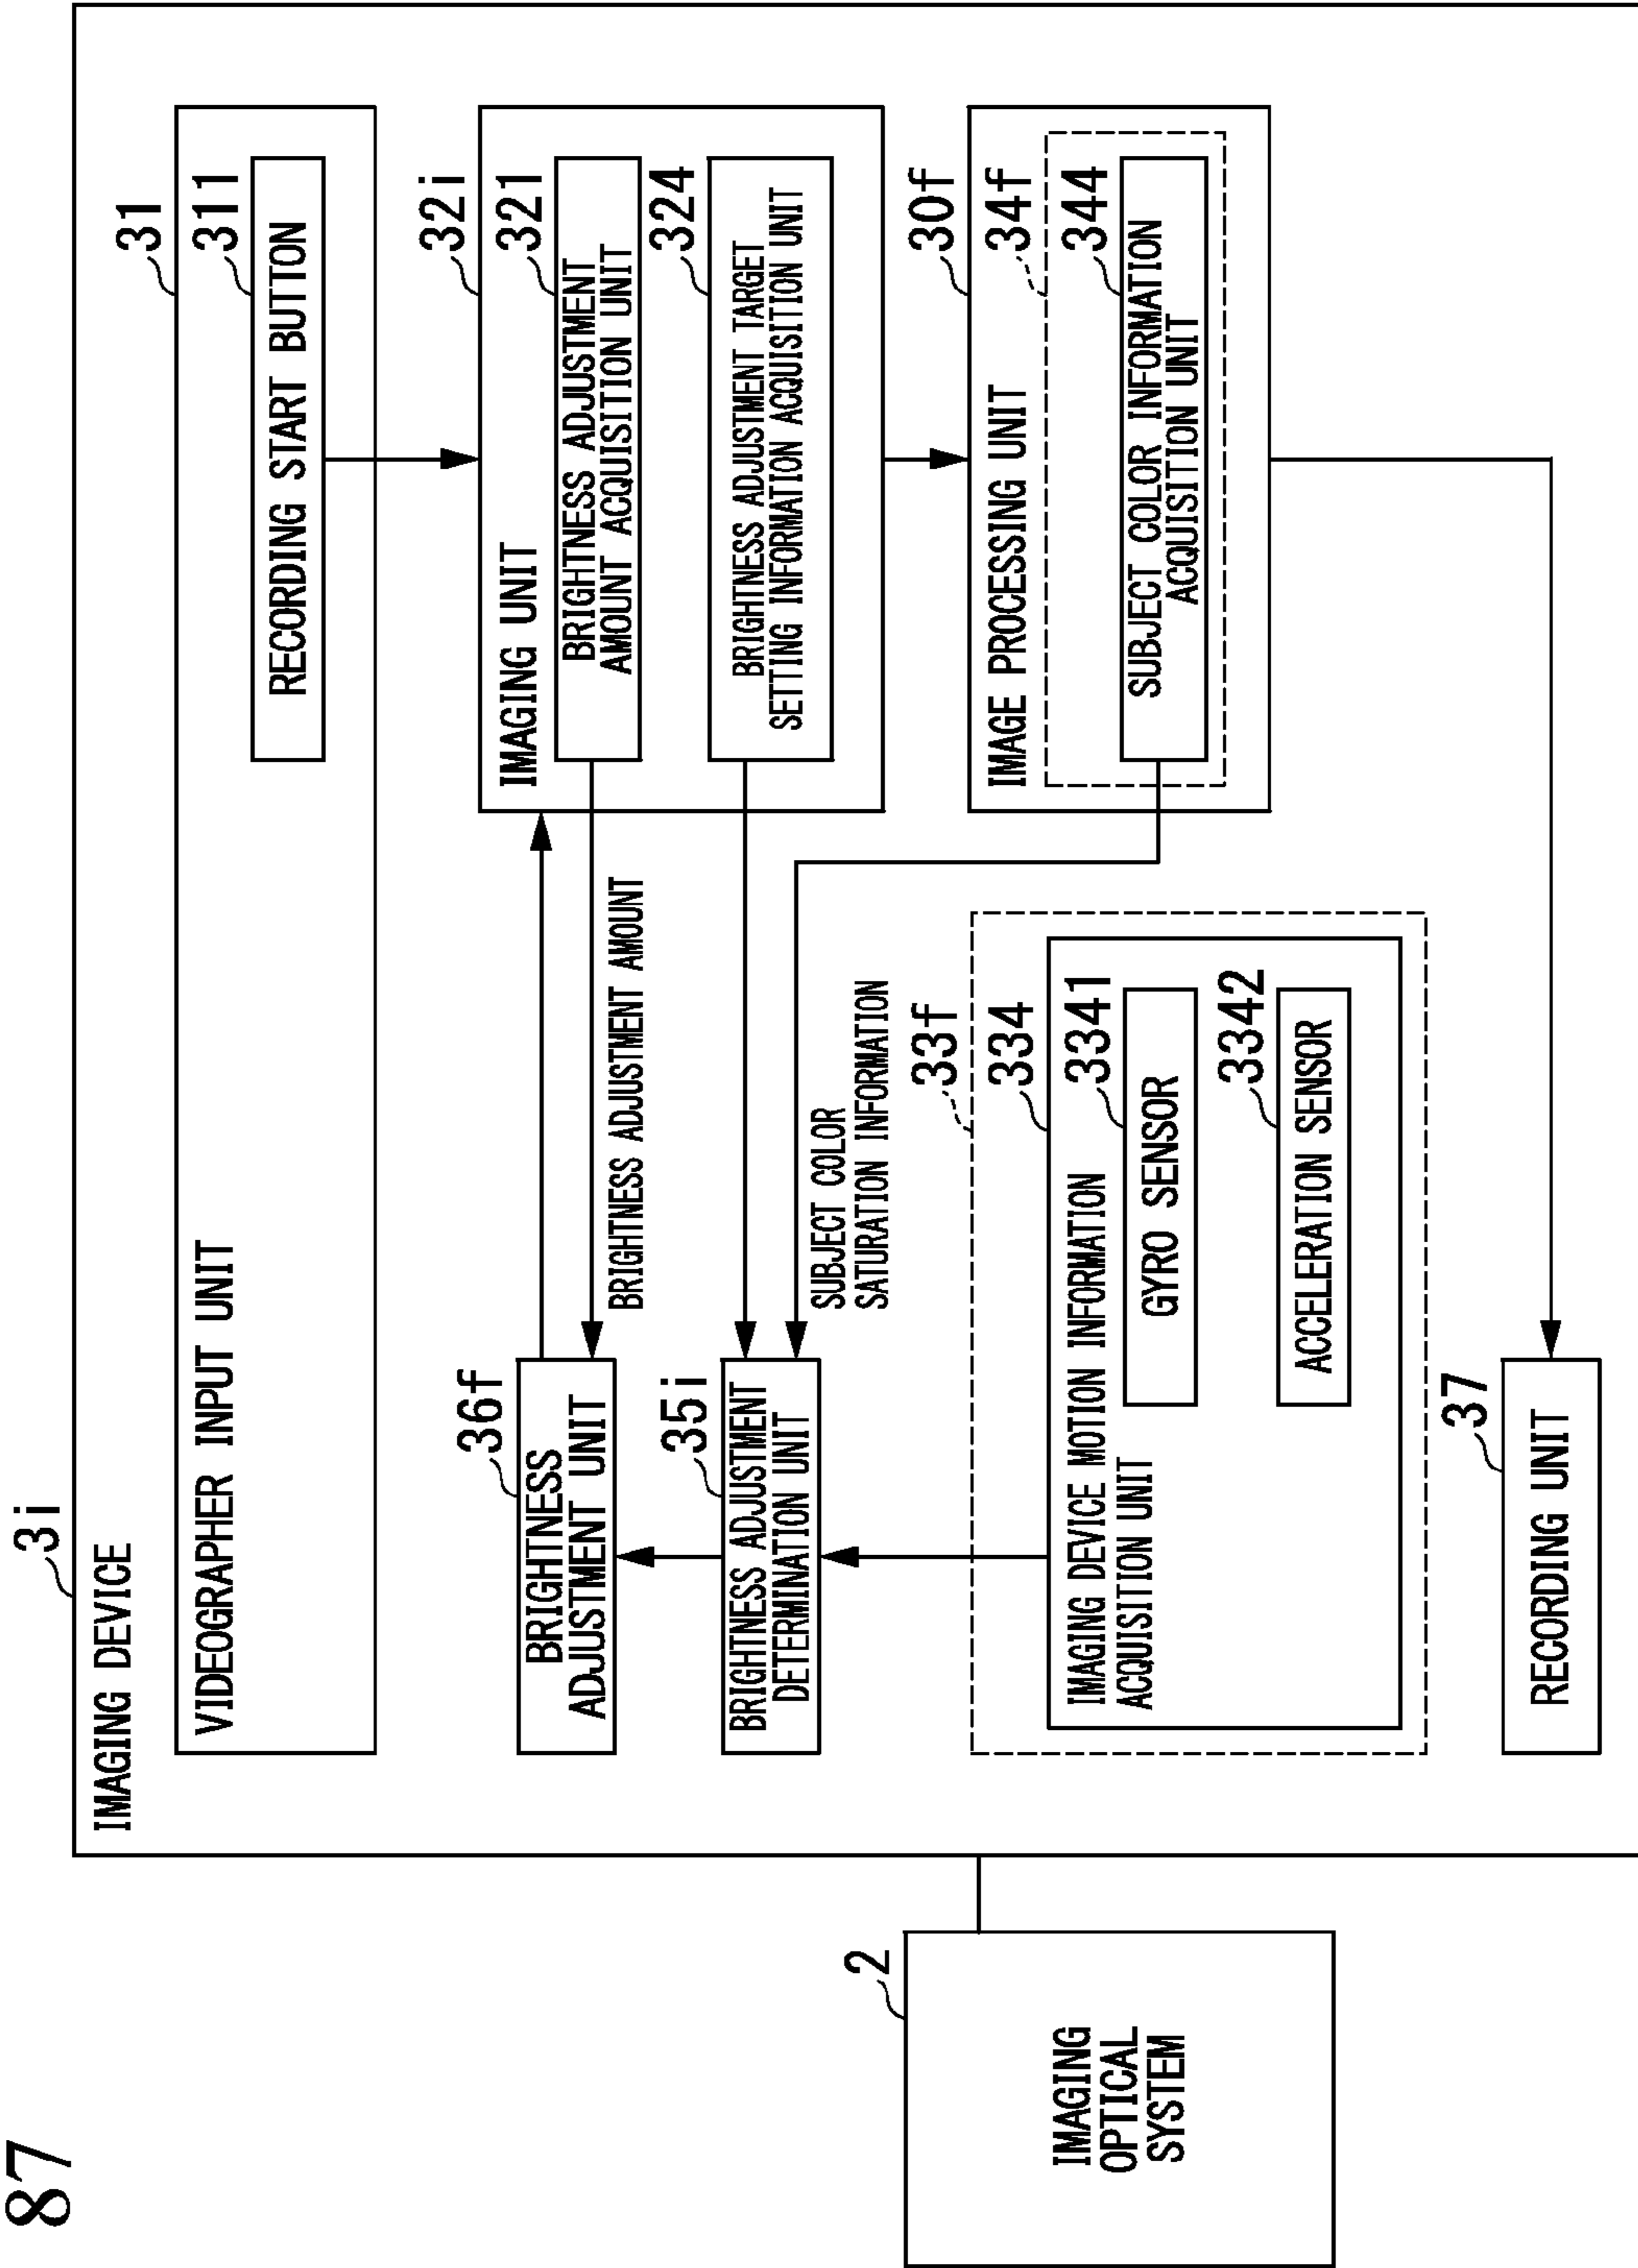 87
IMAGING DEVICE
3i
VIDEOGRAPHER INPUT UNIT
31
RECORDING START BUTTON
311
BRIGHTNESS
ADJUSTMENT UNIT
36f
IMAGING UNIT
32i
BRIGHTNESS ADJUSTMENT
AMOUNT ACQUISITION UNIT
321
BRIGHTNESS ADJUSTMENT AMOUNT
BRIGHTNESS ADJUSTMENT
DETERMINATION UNIT
35i
BRIGHTNESS ADJUSTMENT TARGET
SETTING INFORMATION ACQUISITION UNIT
324
SUBJECT COLOR
SATURATION INFORMATION
IMAGING
OPTICAL
SYSTEM
2
33f
IMAGING DEVICE MOTION INFORMATION
ACQUISITION UNIT
334
GYRO SENSOR
3341
ACCELERATION SENSOR
3342
IMAGE PROCESSING UNIT
30f
34f
SUBJECT COLOR INFORMATION
ACQUISITION UNIT
344
RECORDING UNIT
37